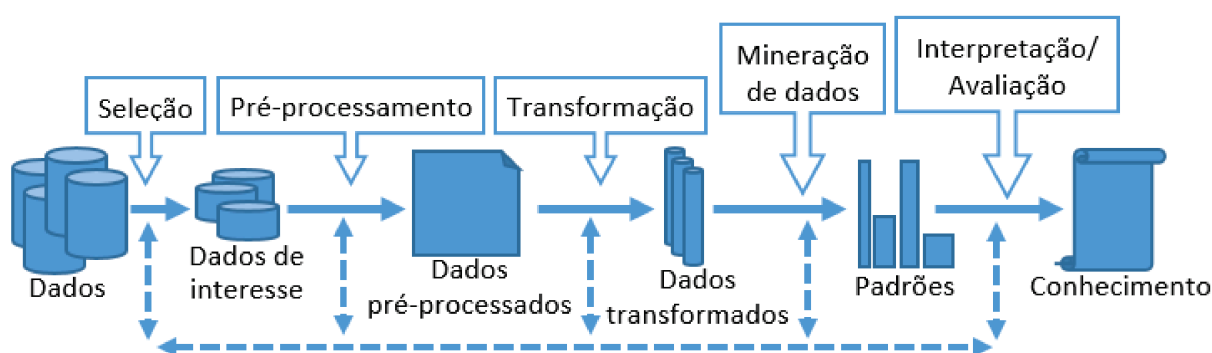 Seleção
Pré-processamento
Transformação
Mineração
de dados
Interpretação/
Avaliação
Dados
Dados de
interesse
Dados
pré-processados
Dados
transformados
Padrões
Conhecimento